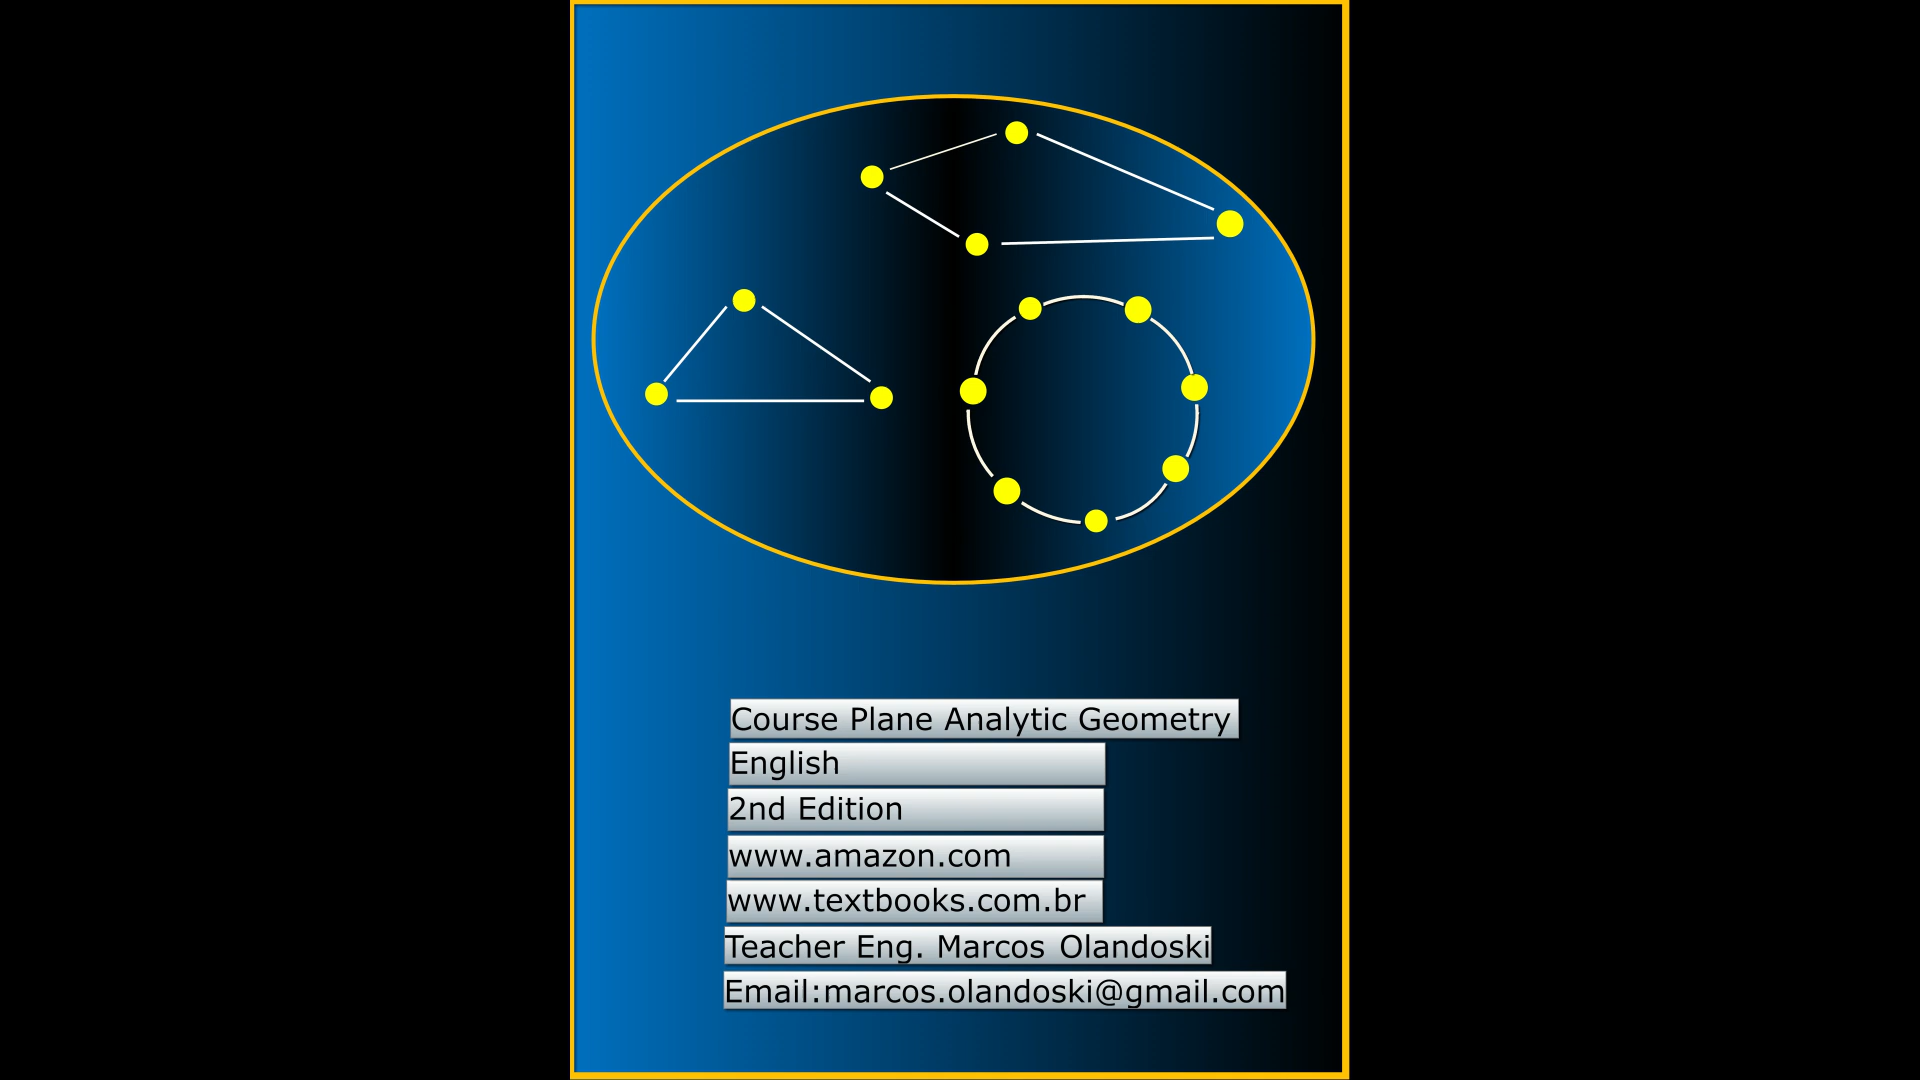 Course Plane Analytic Geometry
English
2nd Edition
www.amazon.com
www.textbooks.com.br
Teacher Eng. Marcos Olandoski
Email:marcos.olandoski@gmail.com